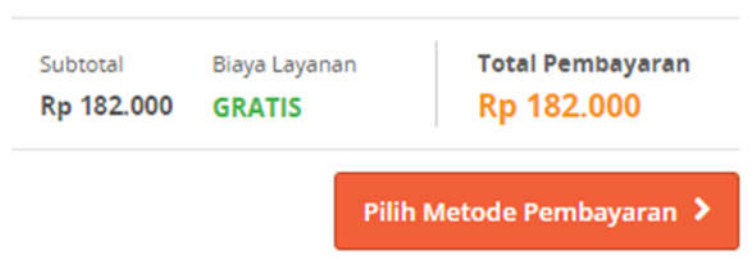 Subtotal
Biaya Layanan
Total Pembayaran
Rp 182.000
GRATIS
Rp 182.000
Pilih Metode Pembayaran